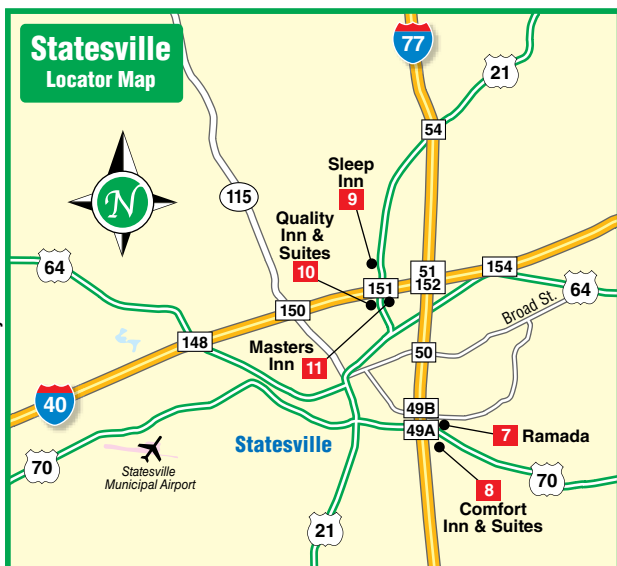 Statesville
Locator Map
77
21
54
Sleep
Inn
9
115
Quality
Inn &
Suites
10
64
151
51
152
154
64
Broad St.
150
148
Masters
Inn
11
50
40
49B
49A
7 Ramada
Statesville
70
Statesville
Municipal Airport
8
Comfort
Inn & Suites
70
21
N